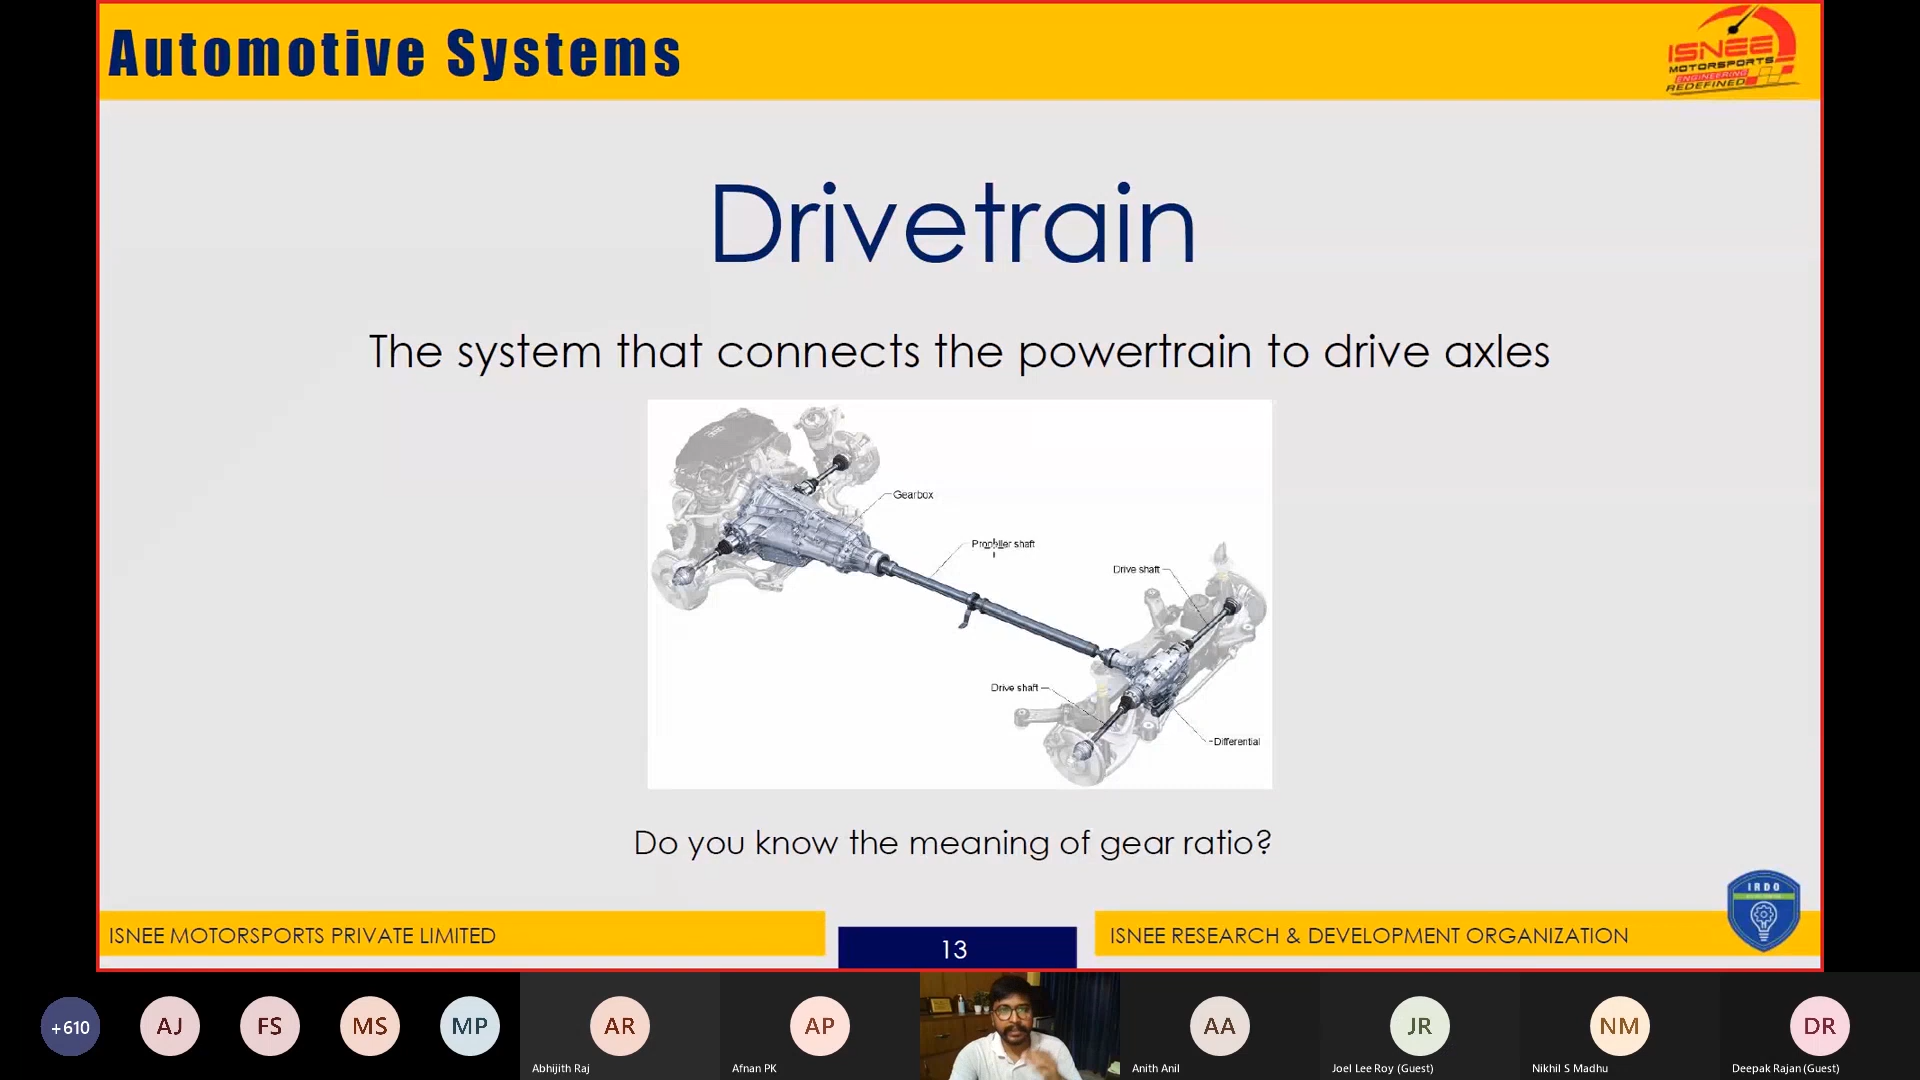 Automotive Systems
ISNEE
MOTORSPORTS
ENGINEERING
REDEFINED
Drivetrain
The system that connects the powertrain to drive axles
Gearbox
Propeller shaft
Drive shaft
Drive shaft
Differential
Do you know the meaning of gear ratio?
IRDO
ISNEE MOTORSPORTS PRIVATE LIMITED
13
ISNEE RESEARCH & DEVELOPMENT ORGANIZATION
+610
AJ
FS
MS
MP
AR
AP
AA
JR
NM
DR
Abhijith Raj
Afnan PK
Anith Anil
Joel Lee Roy (Guest)
Nikhil S Madhu
Deepak Rajan (Guest)